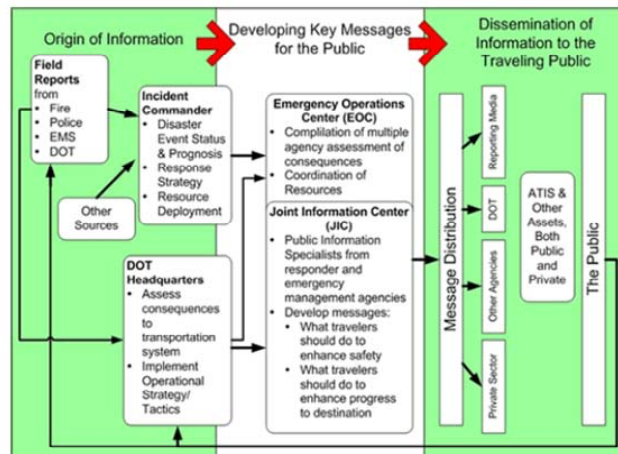 Origin of Information
Developing Key Messages
for the Public
Dissemination of
Information to the
Traveling Public
Field
Reports
from
• Fire
• Police
• EMS
• DOT
Other
Sources
Incident
Commander
• Disaster
Event Status
& Prognosis
• Response
Strategy
• Resource
Deployment
DOT
Headquarters
• Assess
consequences
to
transportation
system
• Implement
Operational
Strategy/
Tactics
Emergency Operations
Center (EOC)
• Complilation of multiple
agency assessment of
consequences
• Coordination of
Resources
Joint Information Center
(JIC)
• Public Information
Specialists from
responder and
emergency
management agencies
• Develop messages:
• What travelers
should do to
enhance safety
• What travelers
should do to
enhance progress
to destination
Message Distribution
Reporting Media
DOT
Other Agencies
Private Sector
ATIS &
Other
Assets,
Both
Public
and
Private
The Public